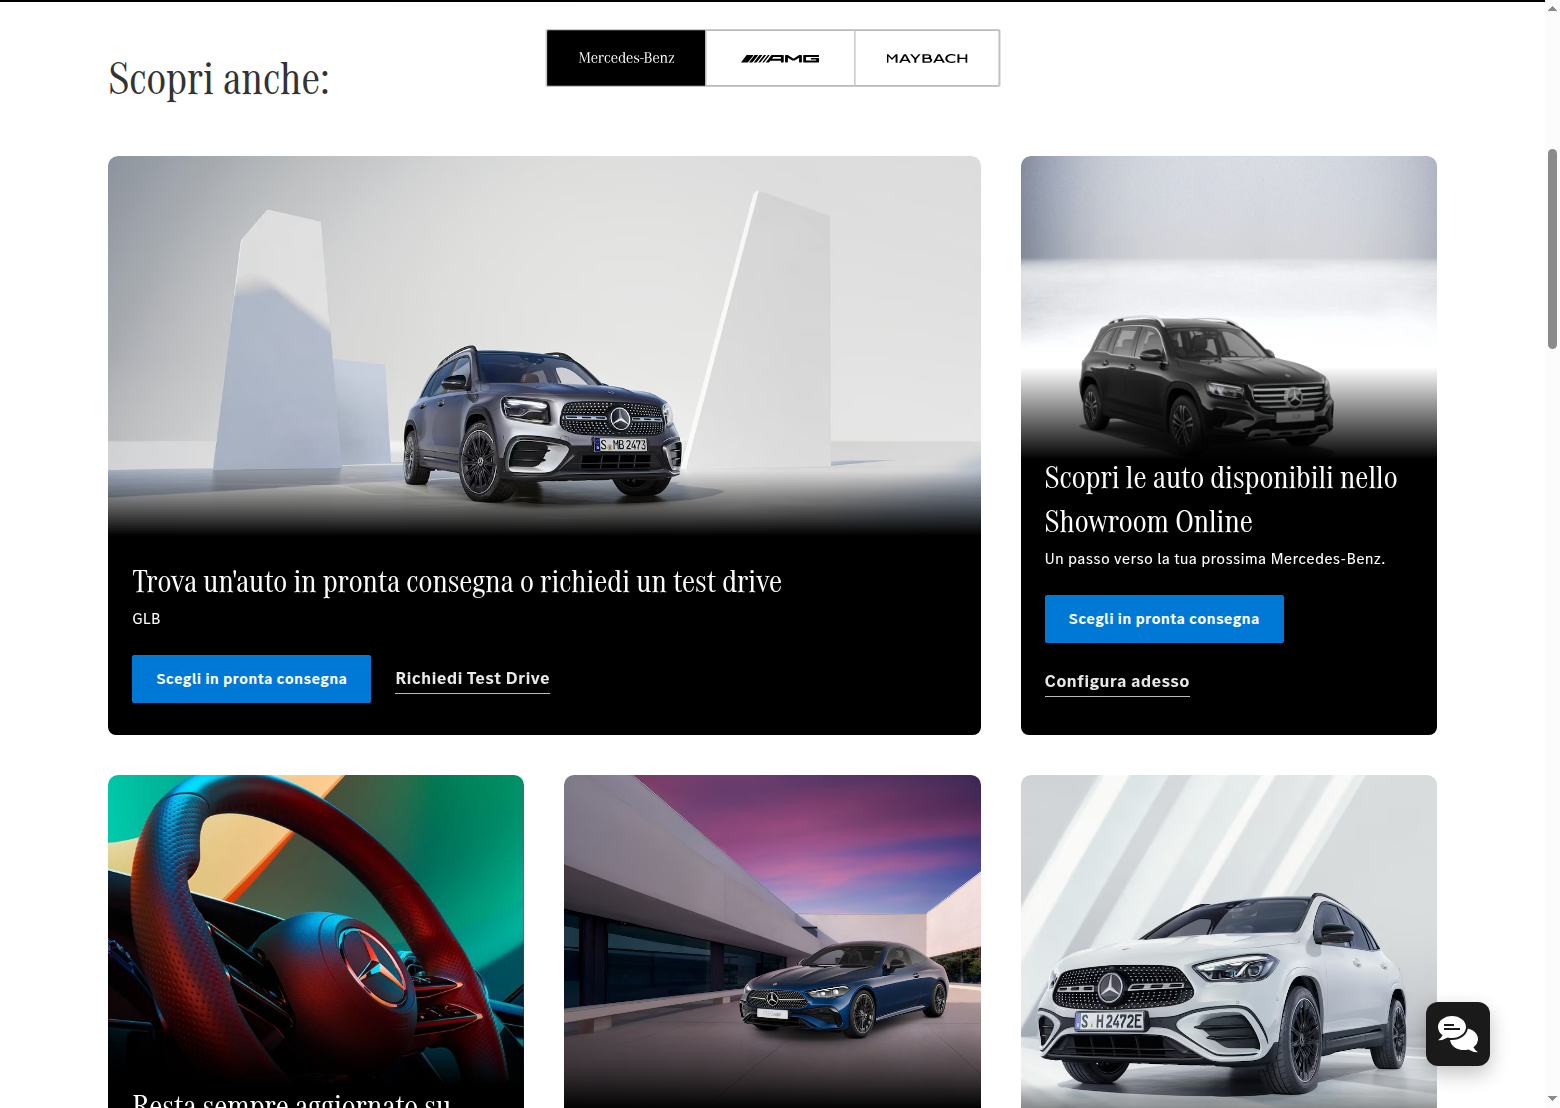 Scopri anche:
Mercedes-Benz
AMG
MAYBACH
S MB 2473
Trova un'auto in pronta consegna o richiedi un test drive
GLB
Scegli in pronta consegna
Richiedi Test Drive
Scopri le auto disponibili nello
Showroom Online
Un passo verso la tua prossima Mercedes-Benz.
Scegli in pronta consegna
Configura adesso
S H 2472E
Resta sempre aggiornato su